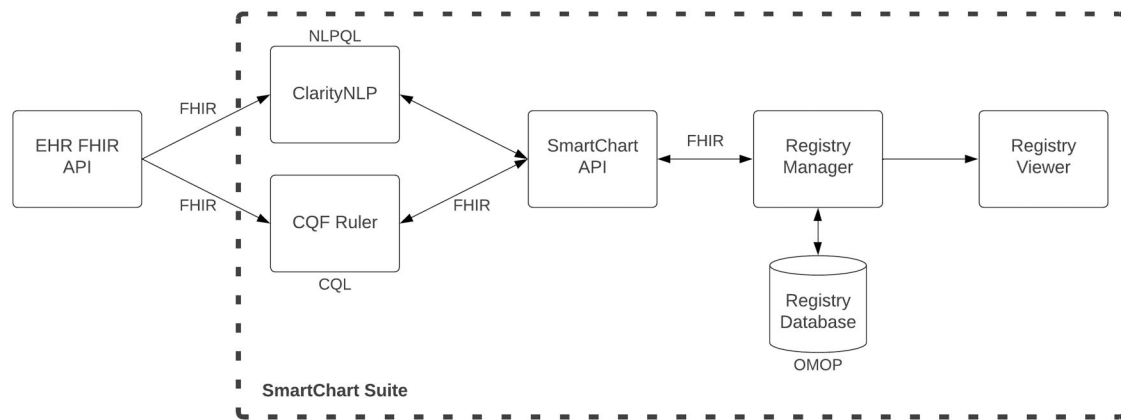 NLPQL
ClarityNLP
FHIR
EHR FHIR
API
FHIR
CQF Ruler
CQL
FHIR
SmartChart
API
FHIR
Registry
Manager
Registry
Viewer
Registry
Database
OMOP
SmartChart Suite